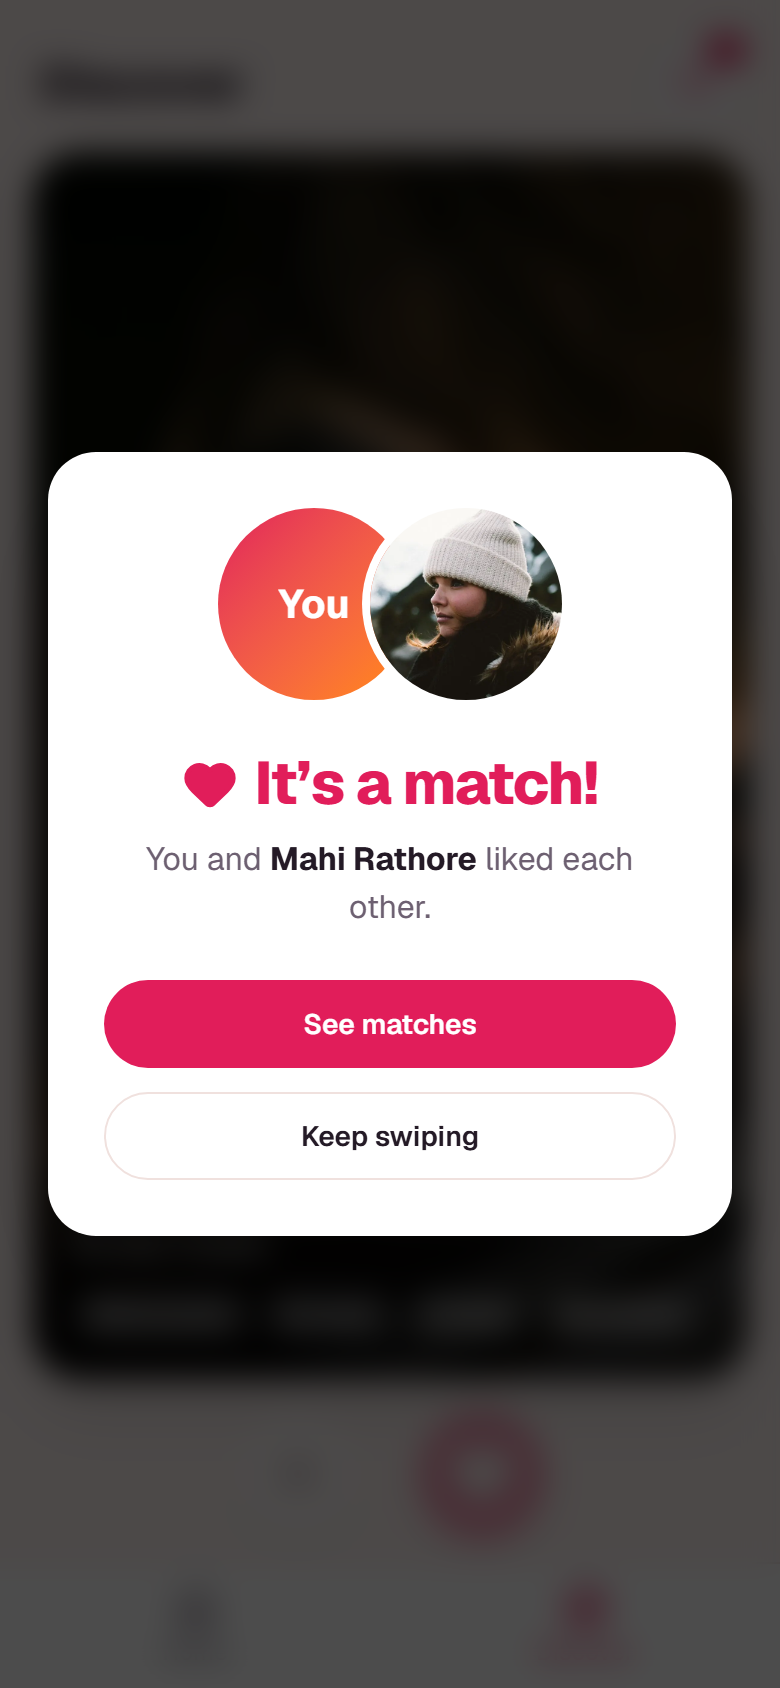 You
It’s a match!
You and Mahi Rathore liked each
other.
See matches
Keep swiping